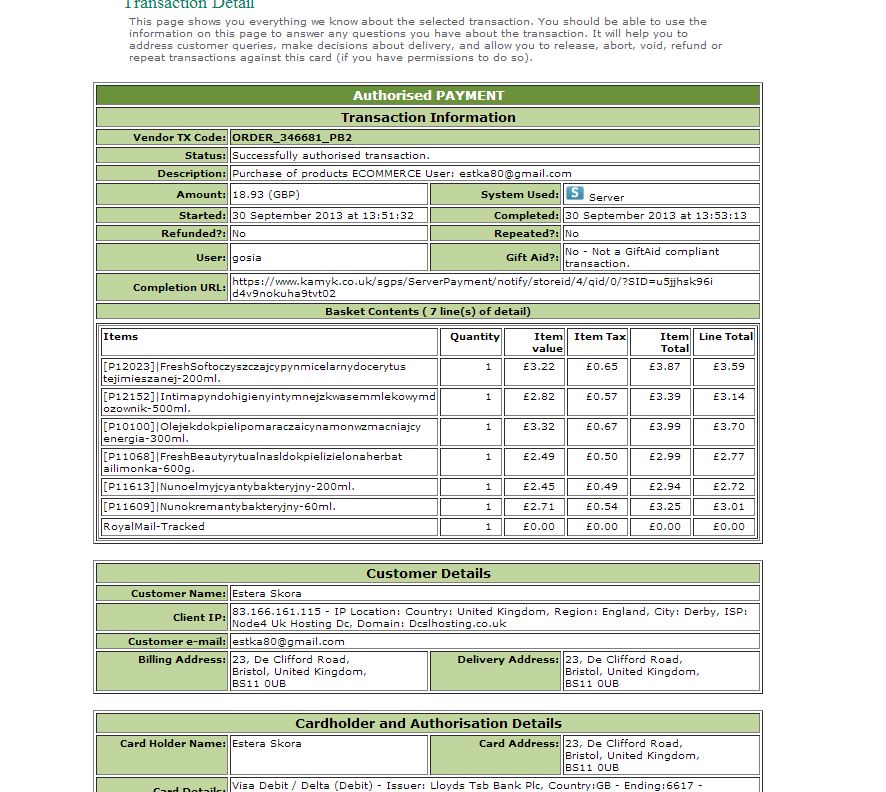 Transaction Detail
This page shows you everything we know about the selected transaction. You should be able to use the
information on this page to answer any questions you have about the transaction. It will help you to
address customer queries, make decisions about delivery, and allow you to release, abort, void, refund or
repeat transactions against this card (if you have permissions to do so).
Authorised PAYMENT
Transaction Information
Vendor TX Code: ORDER_346681_PB2
Status: Successfully authorised transaction.
Description: Purchase of products ECOMMERCE User: estka80@gmail.com
Amount: 18.93 (GBP) System Used: S Server
Started: 30 September 2013 at 13:51:32 Completed: 30 September 2013 at 13:53:13
Refunded?: No Repeated?: No
User: gosia Gift Aid?: No - Not a GiftAid compliant
transaction.
Completion URL: https://www.kamyk.co.uk/sgps/ServerPayment/notify/storeid/4/qid/0/?SID=u5jjhsk96i
d4v9nokuha9tvt02
Basket Contents ( 7 line(s) of detail)
Items Quantity Item Item Tax Item Line Total
value Total
[P12023]|FreshSoftoczyszczajcypynmicelarnydocerytus 1 £3.22 £0.65 £3.87 £3.59
tejimieszanej-200ml.
[P12152]|Intimapyndohigienyintymnejzkwasemmlekowymd 1 £2.82 £0.57 £3.39 £3.14
ozownik-500ml.
[P10100]|Olejekdokpielipomaraczaicynamonwzmacniajcy 1 £3.32 £0.67 £3.99 £3.70
energia-300ml.
[P11068]|FreshBeautyrytualnasldokpielizielonaherbat 1 £2.49 £0.50 £2.99 £2.77
ailimonka-600g.
[P11613]|Nunoelmyjcyantybakteryjny-200ml. 1 £2.45 £0.49 £2.94 £2.72
[P11609]|Nunokremantybakteryjny-60ml. 1 £2.71 £0.54 £3.25 £3.01
RoyalMail-Tracked 1 £0.00 £0.00 £0.00 £0.00
Customer Details
Customer Name: Estera Skora
Client IP: 83.166.161.115 - IP Location: Country: United Kingdom, Region: England, City: Derby, ISP:
Node4 Uk Hosting Dc, Domain: Dcslhosting.co.uk
Customer e-mail: estka80@gmail.com
Billing Address: 23, De Clifford Road, Delivery Address: 23, De Clifford Road,
Bristol, United Kingdom, Bristol, United Kingdom,
BS11 0UB BS11 0UB
Cardholder and Authorisation Details
Card Holder Name: Estera Skora Card Address: 23, De Clifford Road,
Bristol, United Kingdom,
BS11 0UB
Card Details: Visa Debit / Delta (Debit) - Issuer: Lloyds Tsb Bank Plc, Country:GB - Ending:6617 -